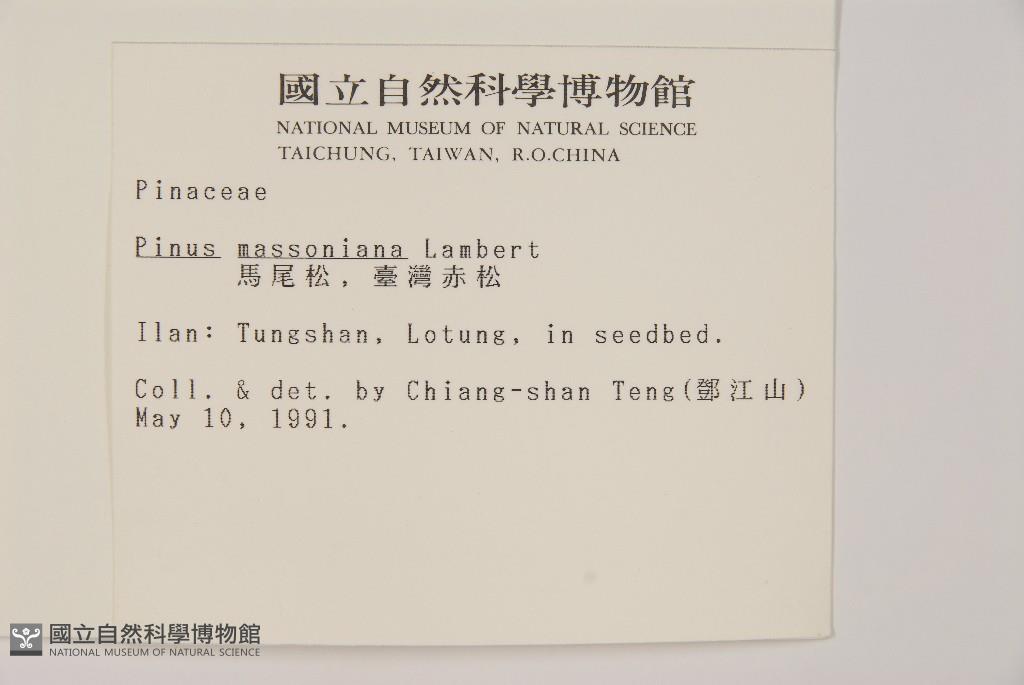 國立自然科學博物館
NATIONAL MUSEUM OF NATURAL SCIENCE
TAICHUNG, TAIWAN, R.O.CHINA
Pinaceae
Pinus massoniana Lambert
馬尾松, 臺灣赤松
Ilan: Tungshan, Lotung, in seedbed.
Coll. & det. by Chiang-shan Teng(鄧江山)
May 10, 1991.
國立自然科學博物館
NATIONAL MUSEUM OF NATURAL SCIENCE